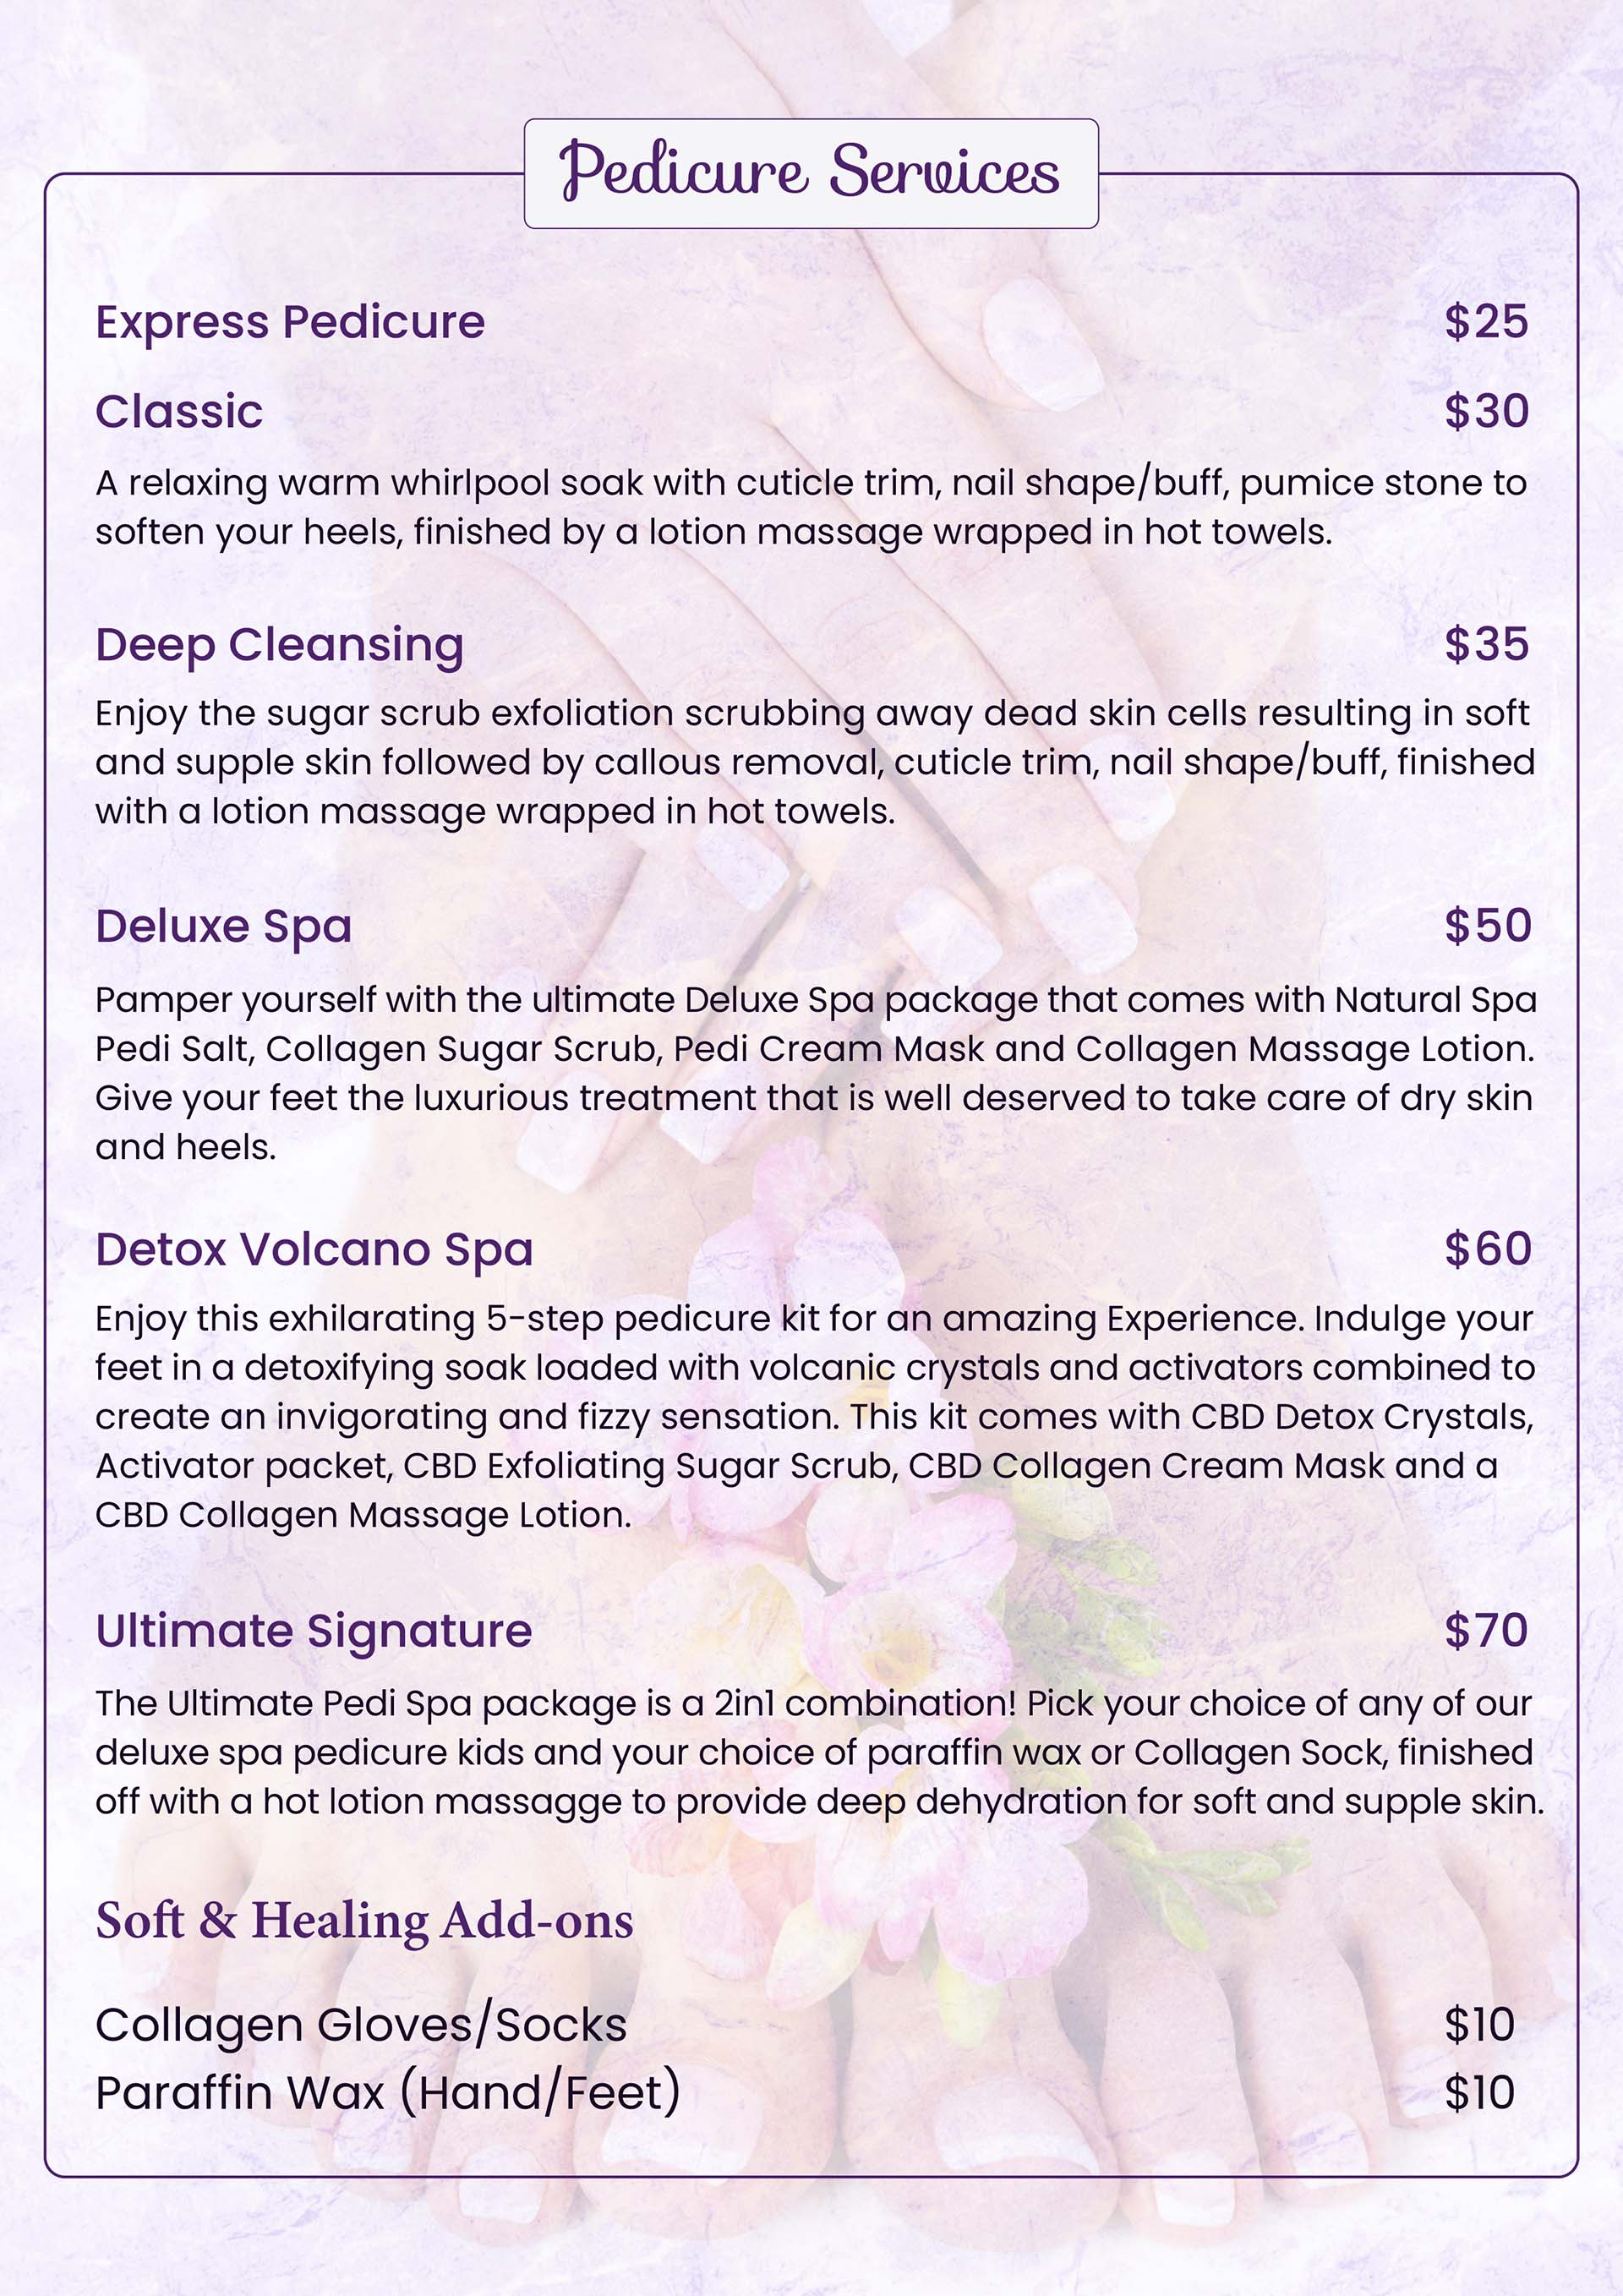 Pedicure Services
Express Pedicure $25
Classic $30
A relaxing warm whirlpool soak with cuticle trim, nail shape/buff, pumice stone to
soften your heels, finished by a lotion massage wrapped in hot towels.
Deep Cleansing $35
Enjoy the sugar scrub exfoliation scrubbing away dead skin cells resulting in soft
and supple skin followed by callous removal, cuticle trim, nail shape/buff, finished
with a lotion massage wrapped in hot towels.
Deluxe Spa $50
Pamper yourself with the ultimate Deluxe Spa package that comes with Natural Spa
Pedi Salt, Collagen Sugar Scrub, Pedi Cream Mask and Collagen Massage Lotion.
Give your feet the luxurious treatment that is well deserved to take care of dry skin
and heels.
Detox Volcano Spa $60
Enjoy this exhilarating 5-step pedicure kit for an amazing Experience. Indulge your
feet in a detoxifying soak loaded with volcanic crystals and activators combined to
create an invigorating and fizzy sensation. This kit comes with CBD Detox Crystals,
Activator packet, CBD Exfoliating Sugar Scrub, CBD Collagen Cream Mask and a
CBD Collagen Massage Lotion.
Ultimate Signature $70
The Ultimate Pedi Spa package is a 2in1 combination! Pick your choice of any of our
deluxe spa pedicure kids and your choice of paraffin wax or Collagen Sock, finished
off with a hot lotion massagge to provide deep dehydration for soft and supple skin.
Soft & Healing Add-ons
Collagen Gloves/Socks $10
Paraffin Wax (Hand/Feet) $10